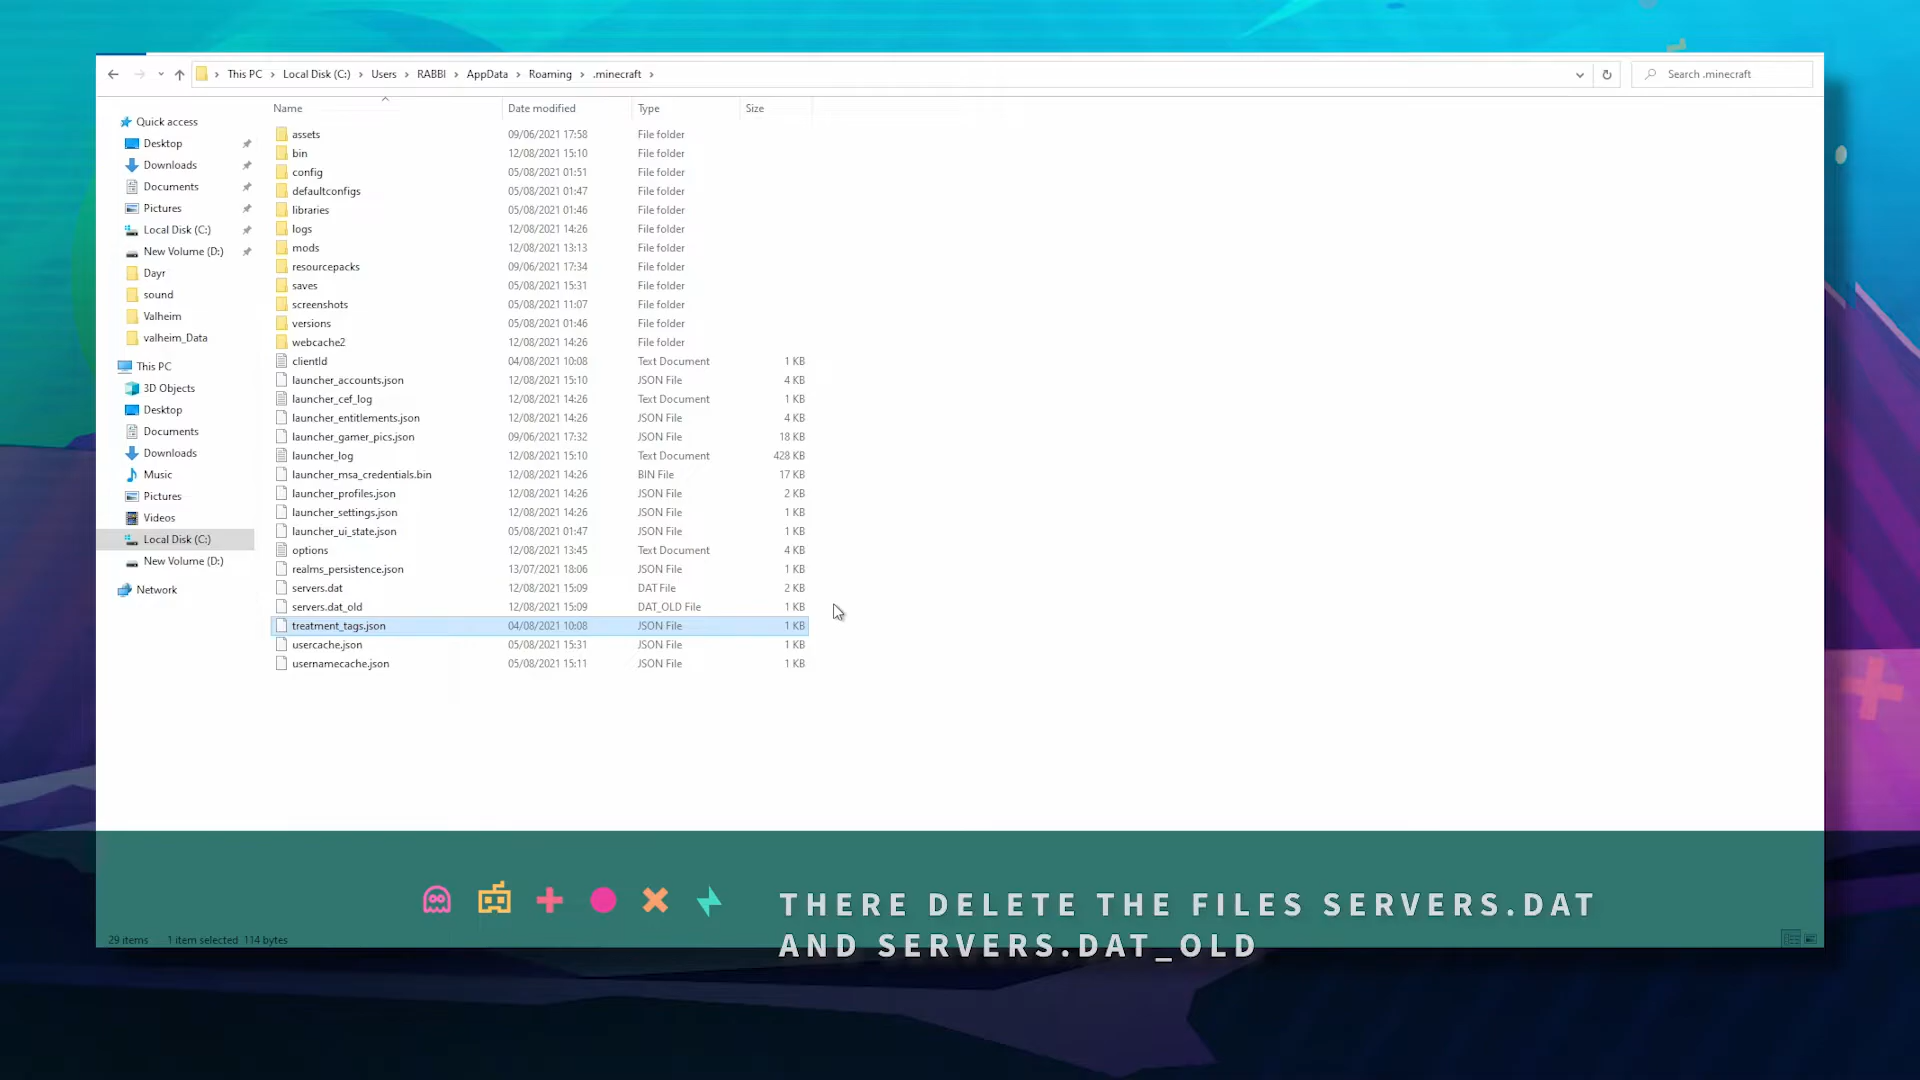 This PC > Local Disk (C:) > Users > RABBI > AppData > Roaming > .minecraft >
Search .minecraft
Quick access
Desktop
Downloads
Documents
Pictures
Local Disk (C:)
New Volume (D:)
Dayr
sound
Valheim
valheim_Data
This PC
3D Objects
Desktop
Documents
Downloads
Music
Pictures
Videos
Local Disk (C:)
New Volume (D:)
Network
Name Date modified Type Size
assets 09/06/2021 17:58 File folder
bin 12/08/2021 15:10 File folder
config 05/08/2021 01:51 File folder
defaultconfigs 05/08/2021 01:47 File folder
libraries 05/08/2021 01:46 File folder
logs 12/08/2021 14:26 File folder
mods 12/08/2021 13:13 File folder
resourcepacks 09/06/2021 17:34 File folder
saves 05/08/2021 15:31 File folder
screenshots 05/08/2021 11:07 File folder
versions 05/08/2021 01:46 File folder
webcache2 12/08/2021 14:26 File folder
clientId 04/08/2021 10:08 Text Document 1 KB
launcher_accounts.json 12/08/2021 15:10 JSON File 4 KB
launcher_cef_log 12/08/2021 14:26 Text Document 1 KB
launcher_entitlements.json 12/08/2021 14:26 JSON File 4 KB
launcher_gamer_pics.json 09/06/2021 17:32 JSON File 18 KB
launcher_log 12/08/2021 15:10 Text Document 428 KB
launcher_msa_credentials.bin 12/08/2021 14:26 BIN File 17 KB
launcher_profiles.json 12/08/2021 14:26 JSON File 2 KB
launcher_settings.json 12/08/2021 14:26 JSON File 1 KB
launcher_ui_state.json 05/08/2021 01:47 JSON File 1 KB
options 12/08/2021 13:45 Text Document 4 KB
realms_persistence.json 13/07/2021 18:06 JSON File 1 KB
servers.dat 12/08/2021 15:09 DAT File 2 KB
servers.dat_old 12/08/2021 15:09 DAT_OLD File 1 KB
treatment_tags.json 04/08/2021 10:08 JSON File 1 KB
usercache.json 05/08/2021 15:31 JSON File 1 KB
usernamecache.json 05/08/2021 15:11 JSON File 1 KB
THERE DELETE THE FILES SERVERS.DAT
AND SERVERS.DAT_OLD
29 items 1 item selected 114 bytes